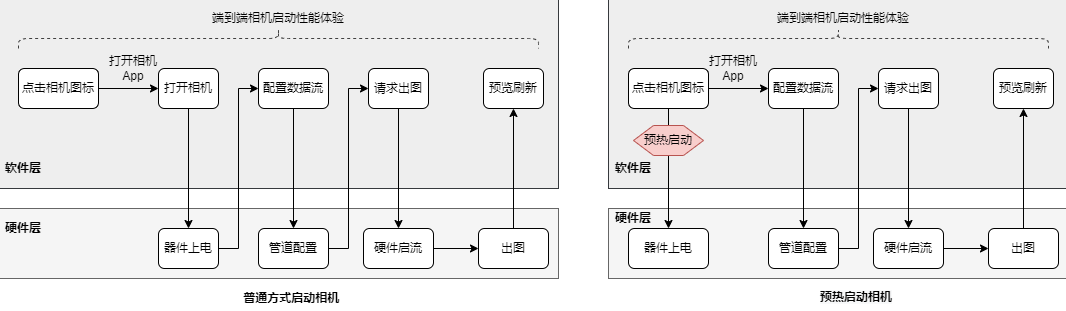 端到端相机启动性能体验
打开相机
App
点击相机图标
打开相机
配置数据流
请求出图
预览刷新
软件层
硬件层
器件上电
管道配置
硬件启流
出图
普通方式启动相机
端到端相机启动性能体验
打开相机
App
点击相机图标
配置数据流
请求出图
预览刷新
预热启动
软件层
硬件层
器件上电
管道配置
硬件启流
出图
预热启动相机